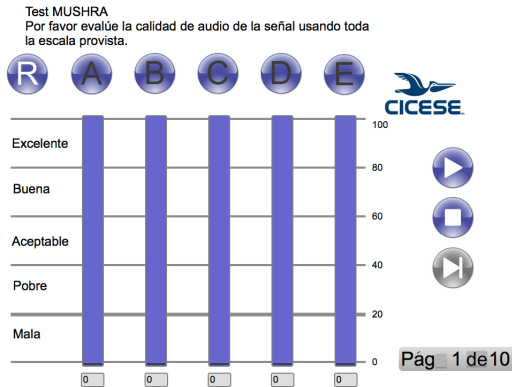 Test MUSHRA
Por favor evalúe la calidad de audio de la señal usando toda
la escala provista.
R A B C D E
CICESE
100
Excelente
80
Buena
60
Aceptable
40
Pobre
20
Mala
0
0 0 0 0 0
Pág 1 de10